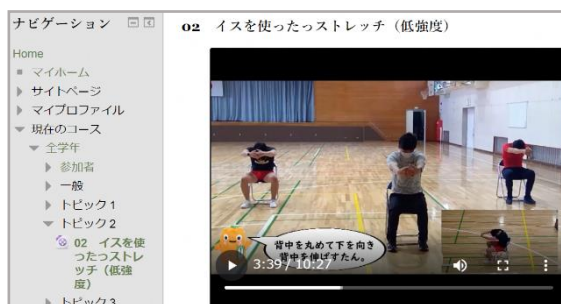 ナビゲーション
Home
マイホーム
サイトページ
マイプロファイル
現在のコース
全学年
参加者
一般
トピック1
トピック2
02 イスを使
ったっストレ
ッチ（低強
度）
トピック3
02 イスを使ったっストレッチ（低強度）
背中を丸めて下を向き
背中を伸ばすたん。
3:39 / 10:27